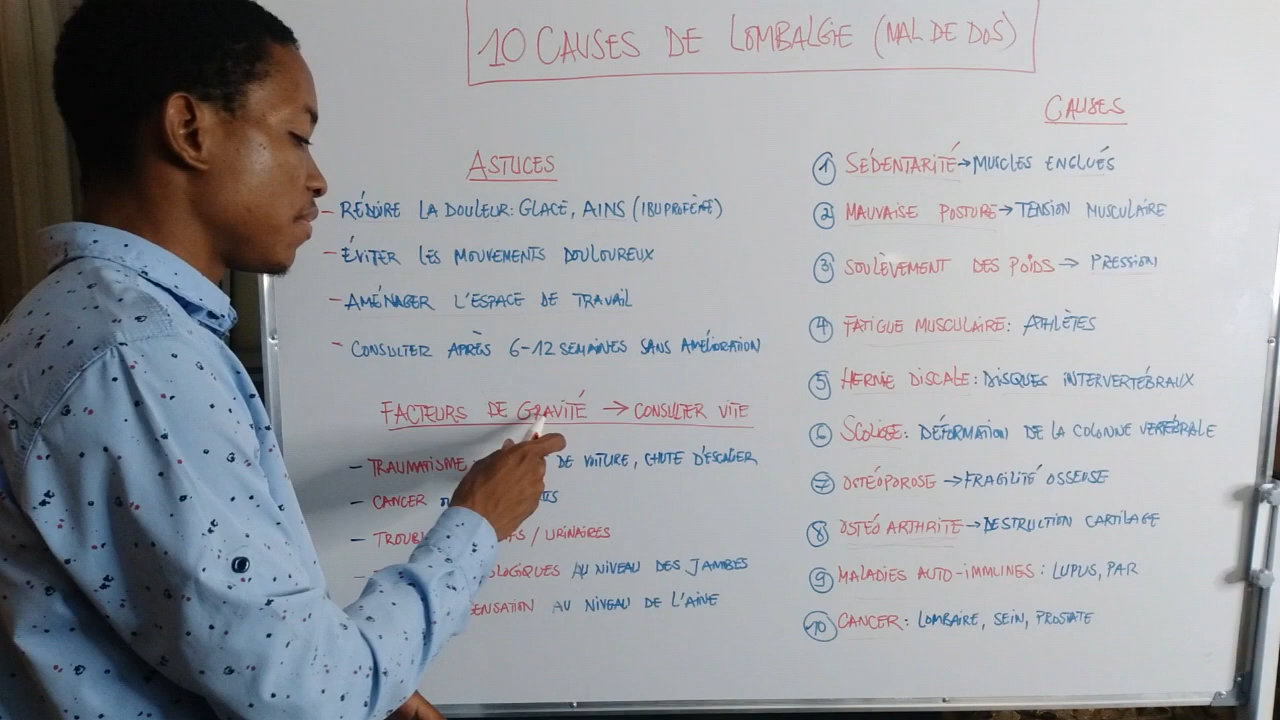 10 CAUSES DE LOMBALGIE (MAL DE DOS)
ASTUCES
- RÉDUIRE LA DOULEUR: GLACE, AINS (IBUPROFÈNE)
- ÉVITER LES MOUVEMENTS DOULOUREUX
- AMÉNAGER L'ESPACE DE TRAVAIL
- CONSULTER APRÈS 6-12 SEMAINES SANS AMÉLIORATION
FACTEURS DE GRAVITÉ → CONSULTER VITE
- TRAUMATISME DE VOITURE, CHUTE D'ESCALIER
- CANCER
- TROUBL / URINAIRES
OLOGIQUES AU NIVEAU DES JAMBES
ENSATION AU NIVEAU DE L'AINE
CAUSES
1 SÉDENTARITÉ → MUSCLES ENGLUÉS
2 MAUVAISE POSTURE → TENSION MUSCULAIRE
3 SOULÈVEMENT DES POIDS → PRESSION
4 FATIGUE MUSCULAIRE: ATHLÈTES
5 HERNIE DISCALE: DISQUES INTERVERTÉBRAUX
6 SCOLIOSE: DÉFORMATION DE LA COLONNE VERTÉBRALE
7 OSTÉOPOROSE → FRAGILITÉ OSSEUSE
8 OSTÉO ARTHRITE → DESTRUCTION CARTILAGE
9 MALADIES AUTO-IMMUNES: LUPUS, PAR
10 CANCER: LOMBAIRE, SEIN, PROSTATE